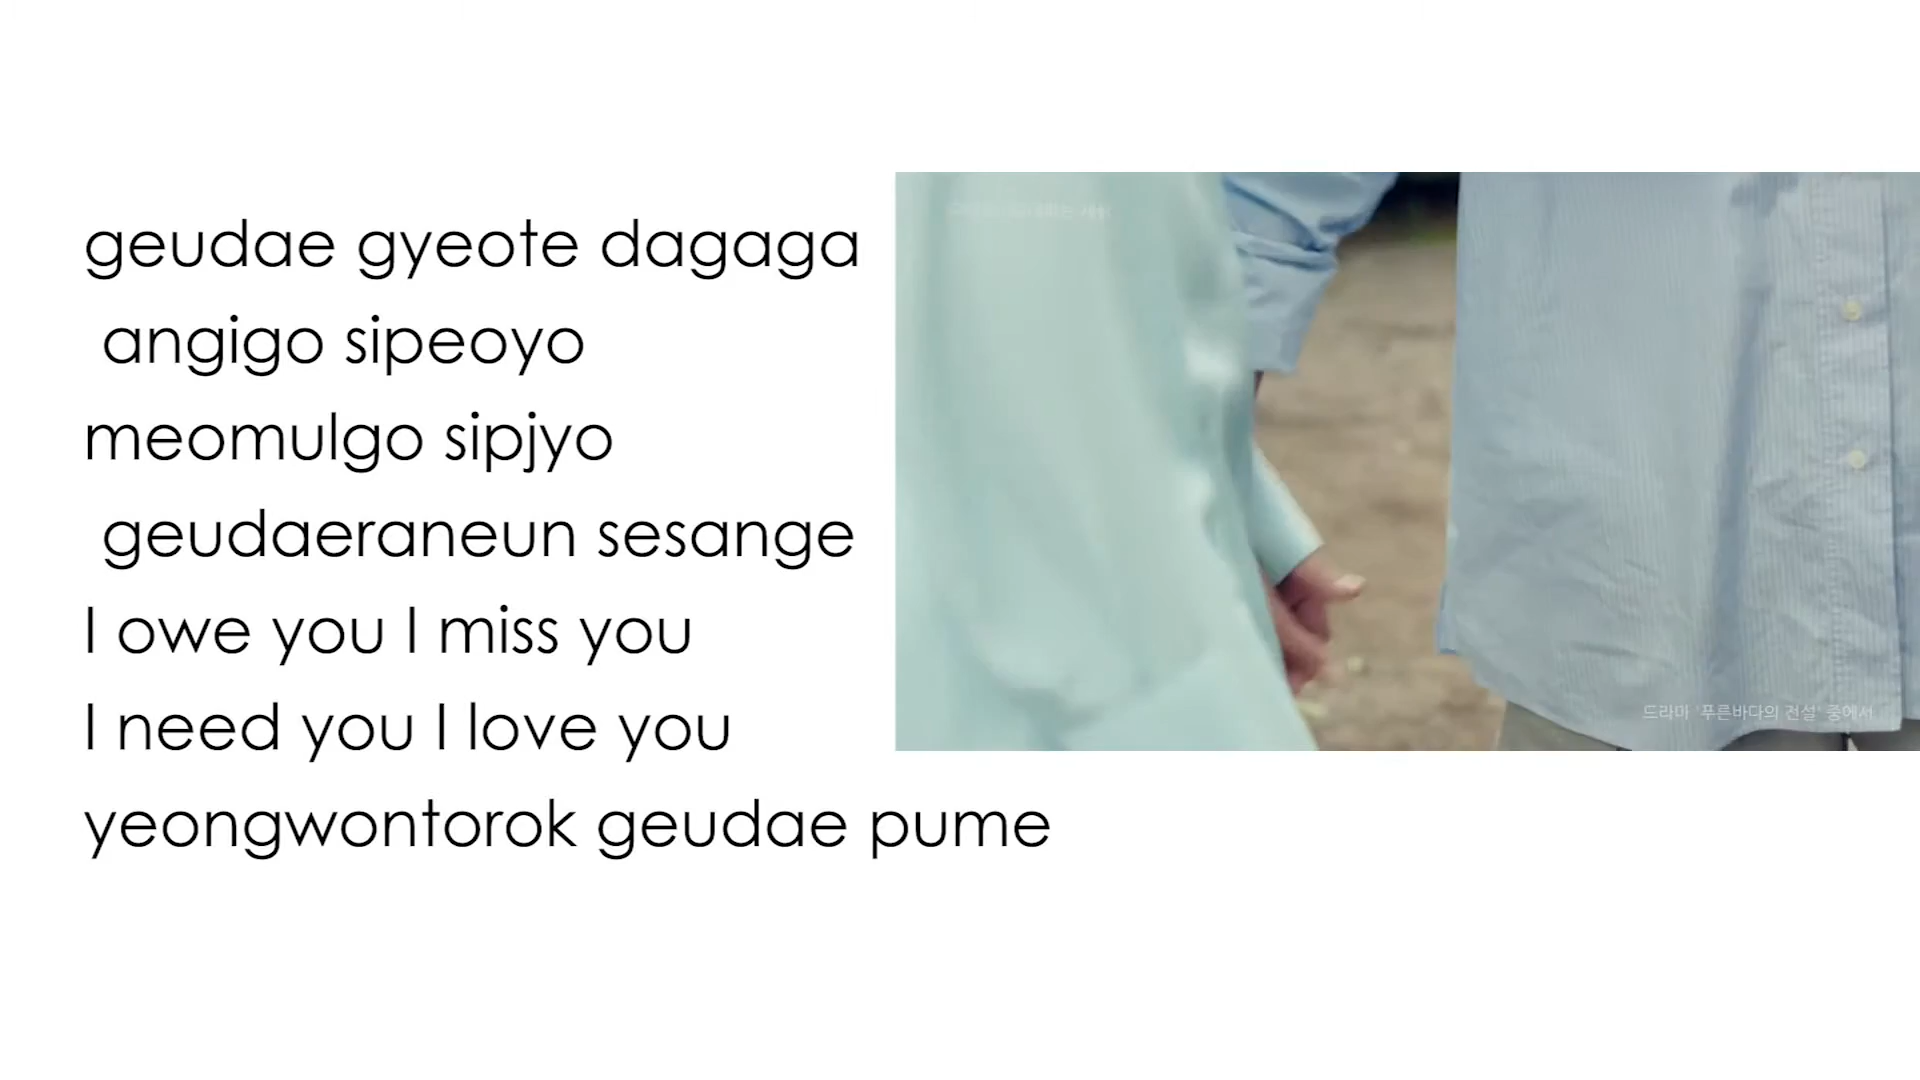 geudae gyeote dagaga
angigo sipeoyo
meomulgo sipjyo
geudaeraneun sesange
I owe you I miss you
I need you I love you
yeongwontorok geudae pume
드라마 '푸른바다의 전설' 중에서